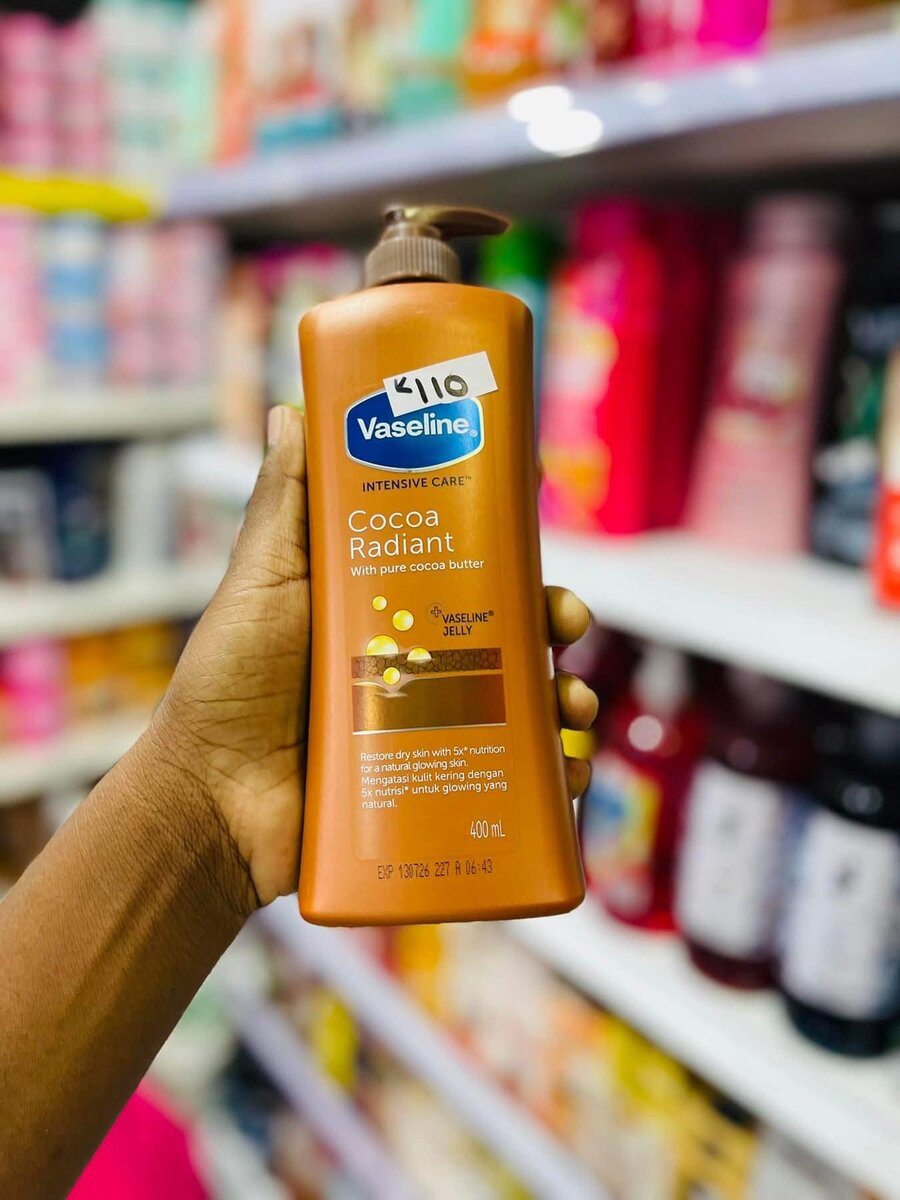 K110
Vaseline®
INTENSIVE CARE™
Cocoa
Radiant
With pure cocoa butter
+ VASELINE®
JELLY
Restore dry skin with 5x* nutrition
for a natural glowing skin.
Mengatasi kulit kering dengan
5x nutrisi* untuk glowing yang
natural.
400 mL
EXP 130726 227 A 06:43